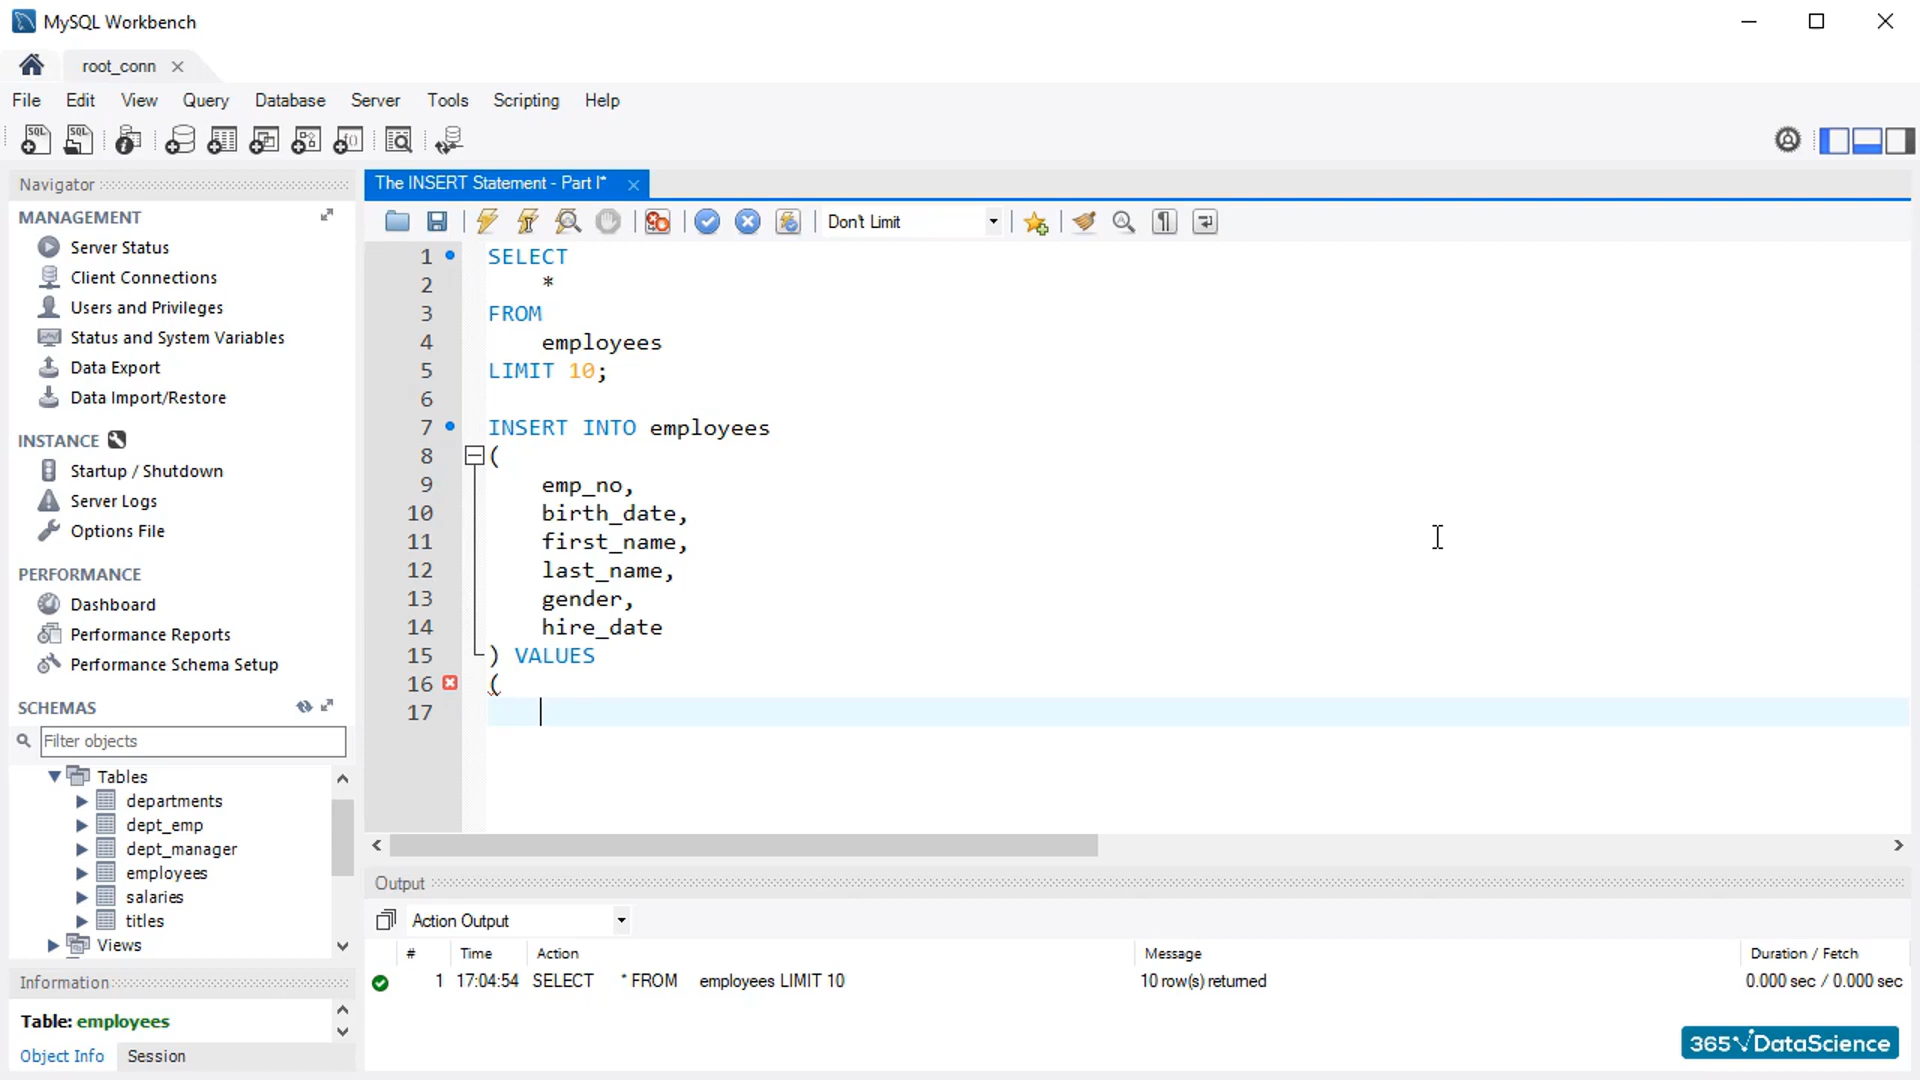 MySQL Workbench
root_conn
File Edit View Query Database Server Tools Scripting Help
Navigator
MANAGEMENT
Server Status
Client Connections
Users and Privileges
Status and System Variables
Data Export
Data Import/Restore
INSTANCE
Startup / Shutdown
Server Logs
Options File
PERFORMANCE
Dashboard
Performance Reports
Performance Schema Setup
SCHEMAS
Filter objects
Tables
departments
dept_emp
dept_manager
employees
salaries
titles
Views
Information
Table: employees
Object Info Session
The INSERT Statement - Part I*
Don't Limit
1 SELECT
2 *
3 FROM
4 employees
5 LIMIT 10;
6
7 INSERT INTO employees
8 (
9 emp_no,
10 birth_date,
11 first_name,
12 last_name,
13 gender,
14 hire_date
15 ) VALUES
16 (
17
Output
Action Output
# Time Action Message Duration / Fetch
1 17:04:54 SELECT * FROM employees LIMIT 10 10 row(s) returned 0.000 sec / 0.000 sec
365√DataScience